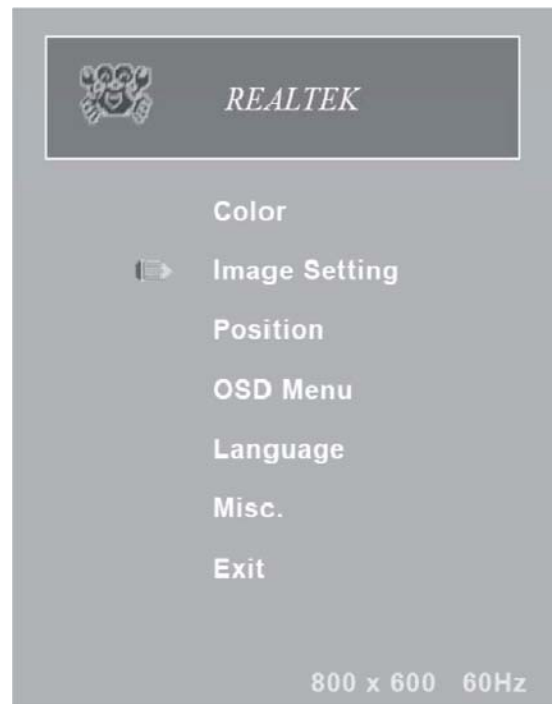 REALTEK
Color
Image Setting
Position
OSD Menu
Language
Misc.
Exit
800 x 600 60Hz